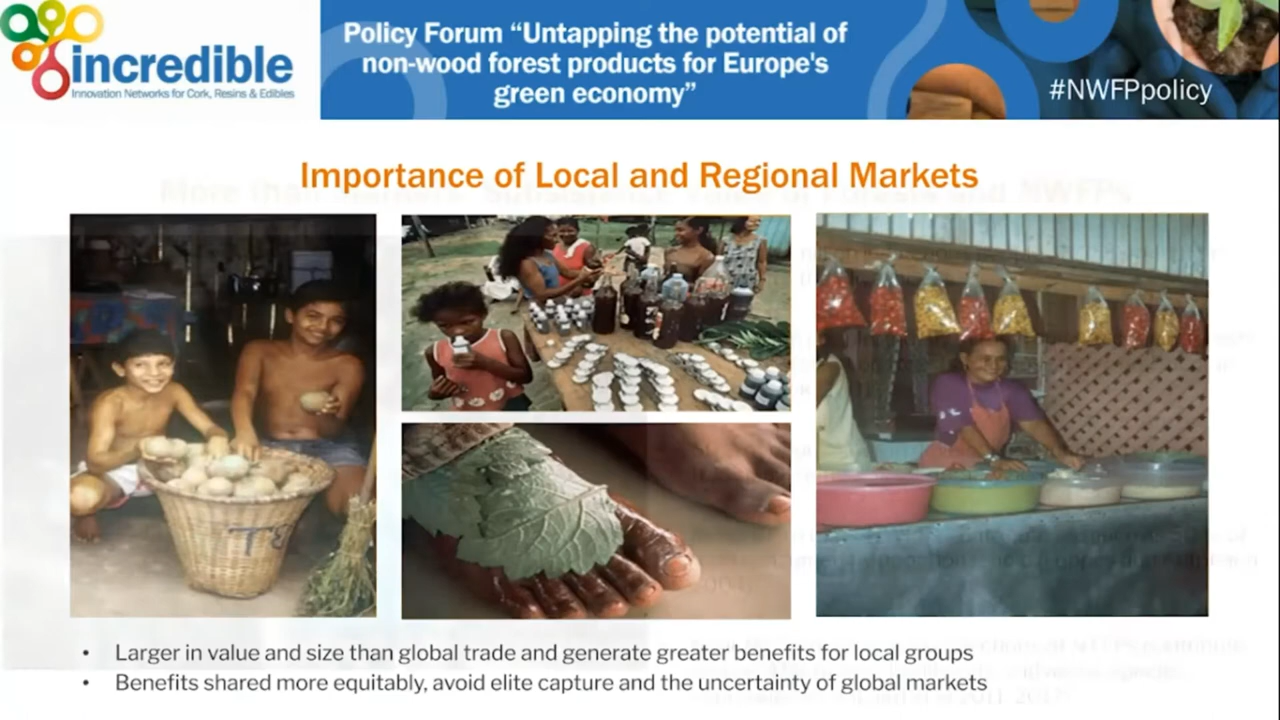 incredible
Innovation Networks for Cork, Resins & Edibles
Policy Forum “Untapping the potential of
non-wood forest products for Europe's
green economy”
#NWFPpolicy
Importance of Local and Regional Markets
• Larger in value and size than global trade and generate greater benefits for local groups
• Benefits shared more equitably, avoid elite capture and the uncertainty of global markets